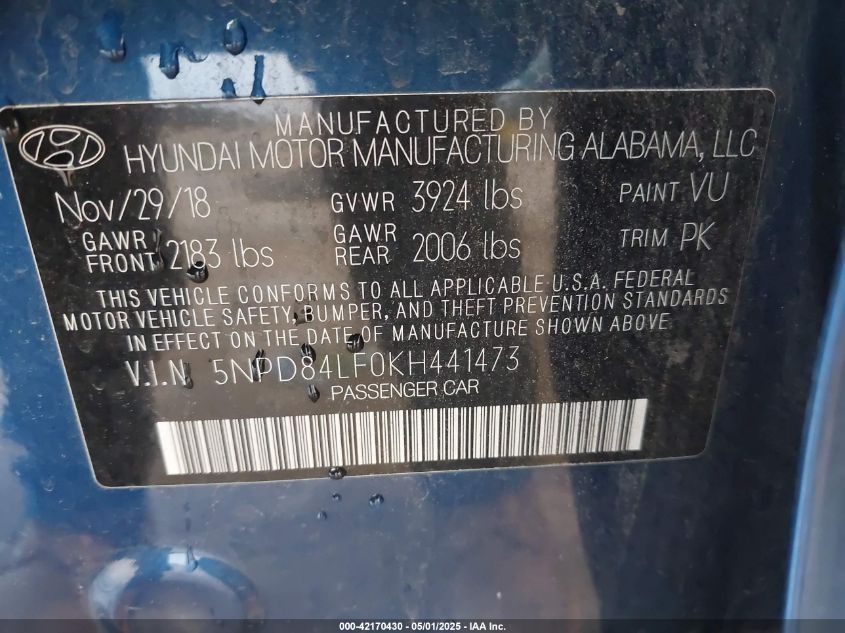 MANUFACTURED BY
HYUNDAI MOTOR MANUFACTURING ALABAMA, LLC
Nov/29/18 GVWR 3924 lbs PAINT VU
GAWR FRONT 2183 lbs GAWR REAR 2006 lbs TRIM PK
THIS VEHICLE CONFORMS TO ALL APPLICABLE U.S.A. FEDERAL
MOTOR VEHICLE SAFETY, BUMPER, AND THEFT PREVENTION STANDARDS
IN EFFECT ON THE DATE OF MANUFACTURE SHOWN ABOVE.
V.I.N 5NPD84LF0KH441473
PASSENGER CAR
000-42170430 - 05/01/2025 - IAA Inc.